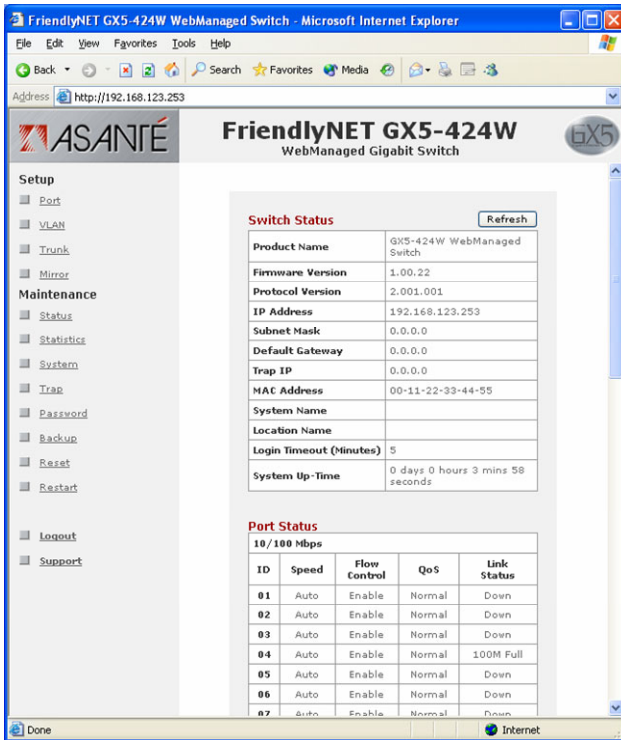 FriendlyNET GX5-424W WebManaged Switch - Microsoft Internet Explorer
File Edit View Favorites Tools Help
Back Search Favorites Media
Address http://192.168.123.253
ASANTÉ
FriendlyNET GX5-424W
WebManaged Gigabit Switch
GX5
Setup
Port
VLAN
Trunk
Mirror
Maintenance
Status
Statistics
System
Trap
Password
Backup
Reset
Restart
Logout
Support
Switch Status Refresh
Product Name GX5-424W WebManaged
Switch
Firmware Version 1.00.22
Protocol Version 2.001.001
IP Address 192.168.123.253
Subnet Mask 0.0.0.0
Default Gateway 0.0.0.0
Trap IP 0.0.0.0
MAC Address 00-11-22-33-44-55
System Name
Location Name
Login Timeout (Minutes) 5
System Up-Time 0 days 0 hours 3 mins 58
seconds
Port Status
10/100 Mbps
ID Speed Flow Control QoS Link Status
01 Auto Enable Normal Down
02 Auto Enable Normal Down
03 Auto Enable Normal Down
04 Auto Enable Normal 100M Full
05 Auto Enable Normal Down
06 Auto Enable Normal Down
07 Auto Enable Normal Down
Done Internet